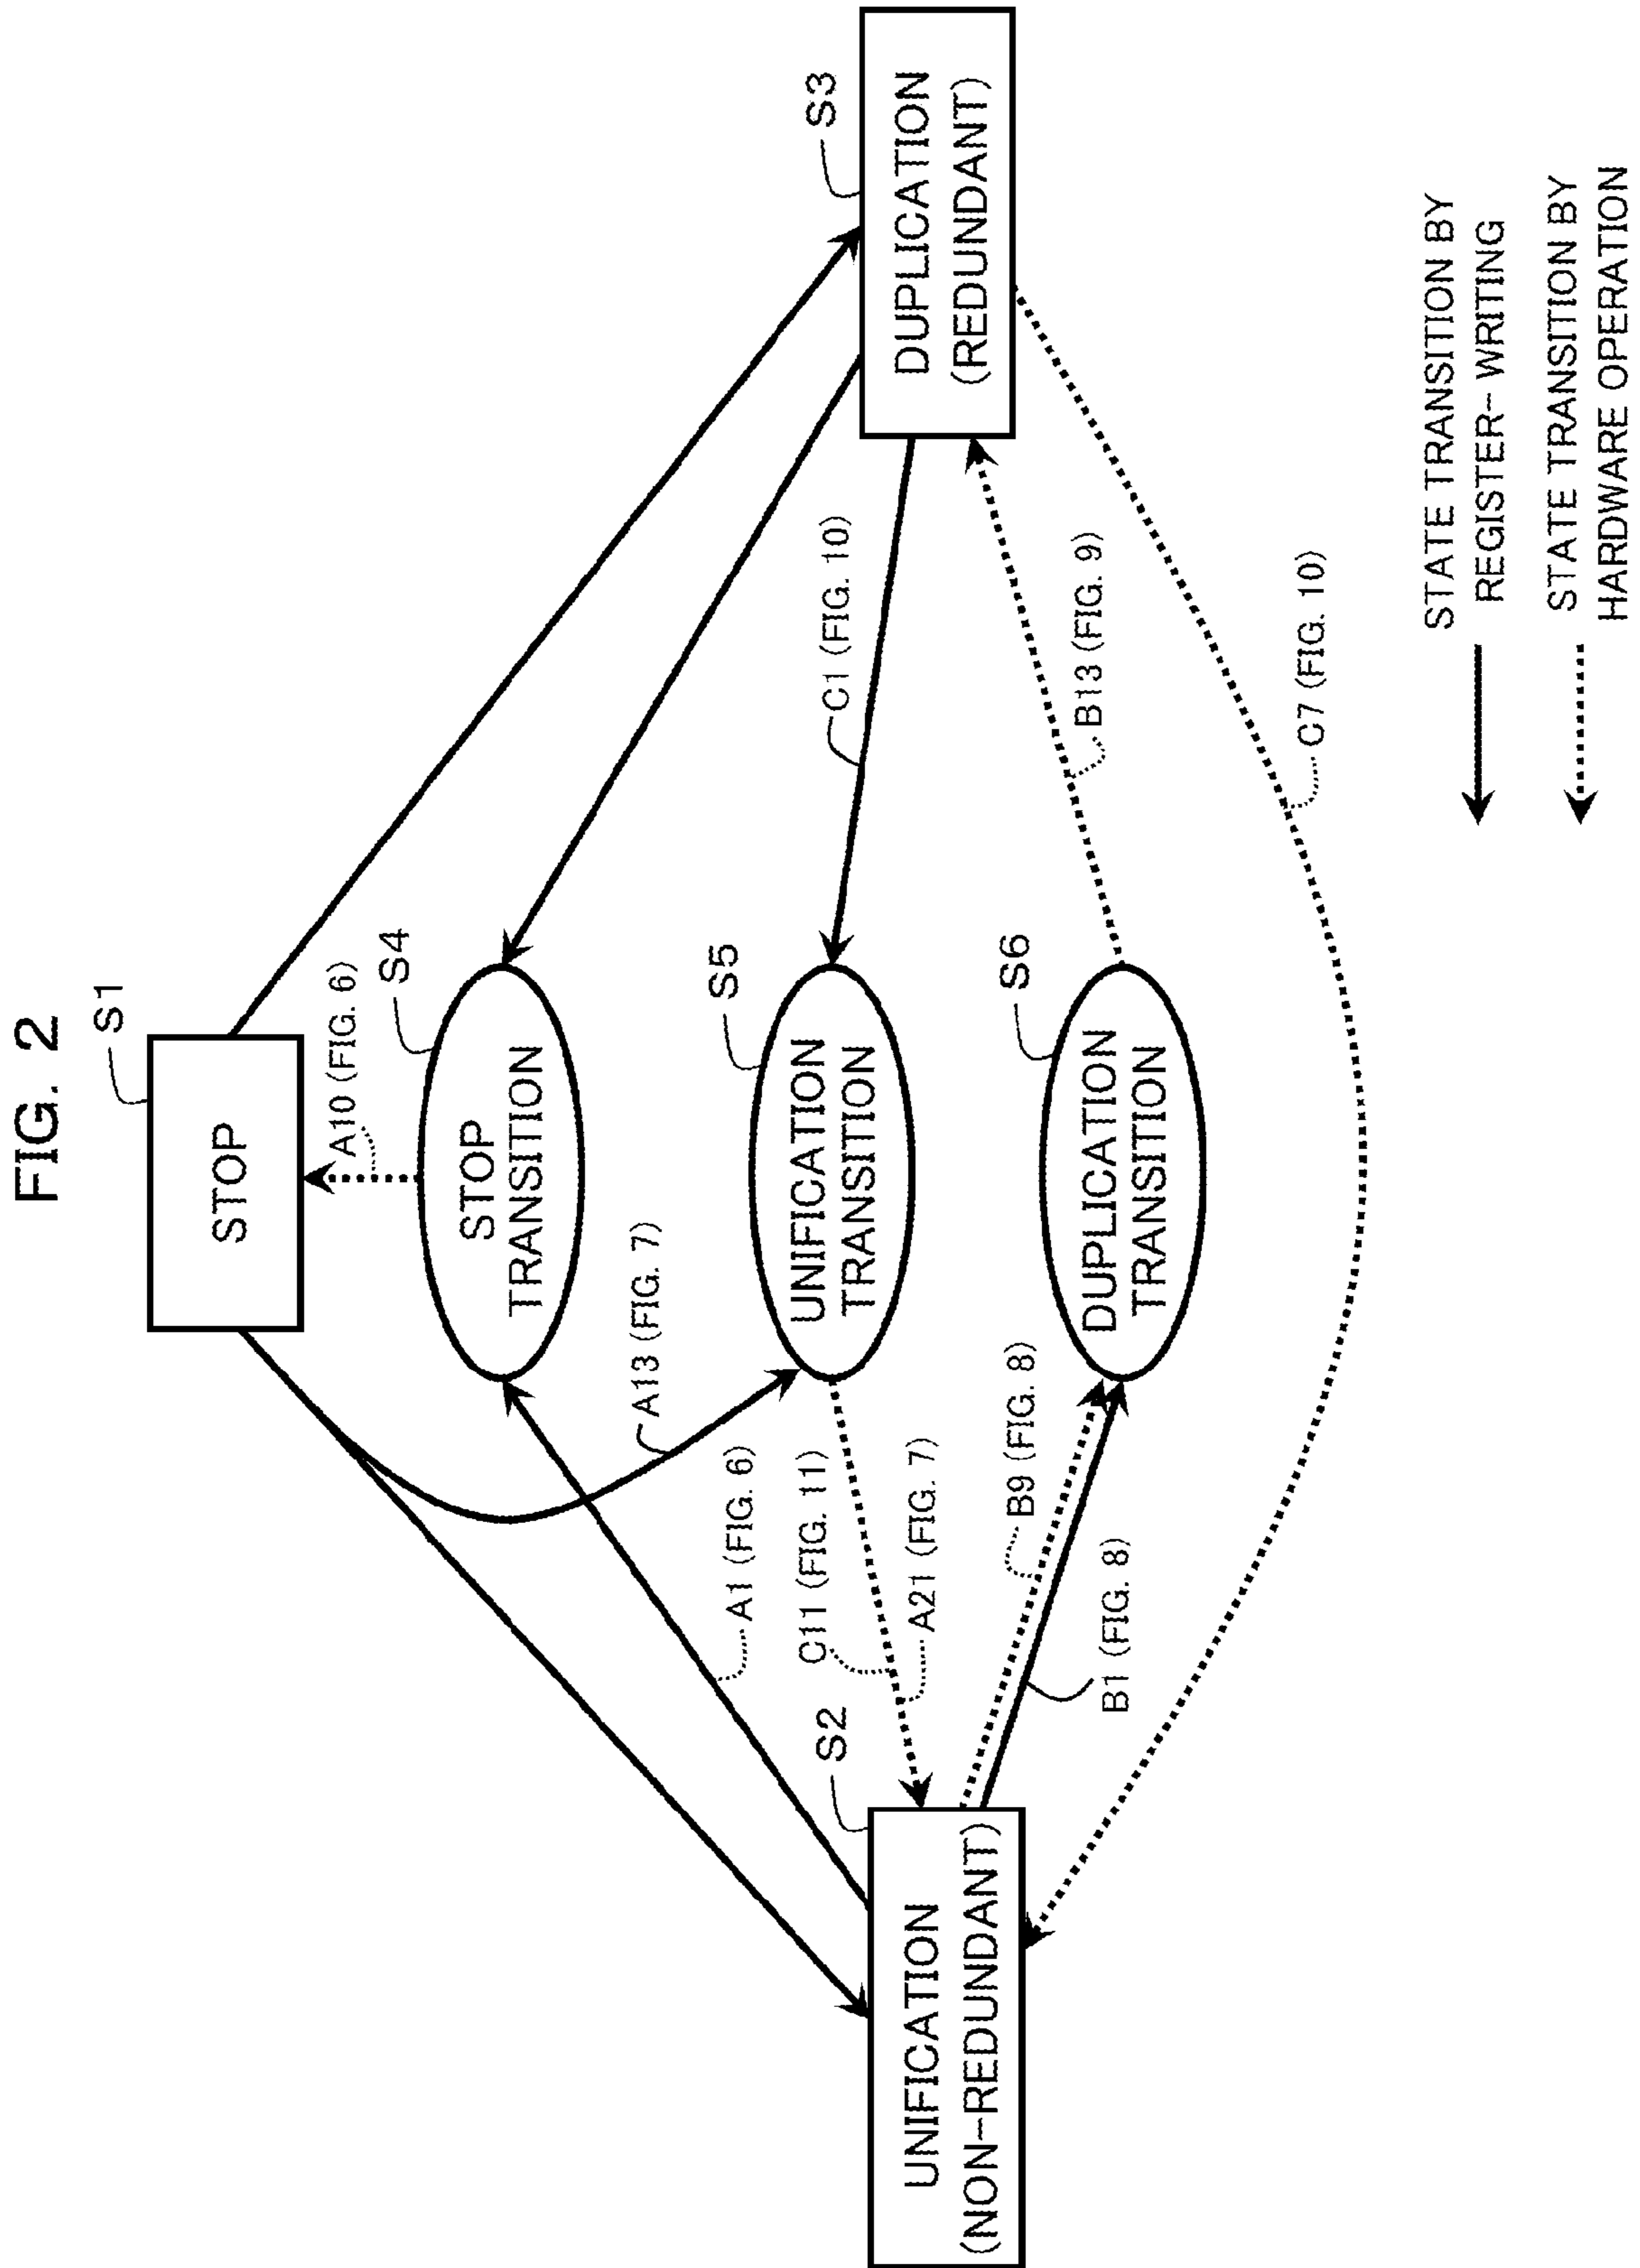 FIG. 2
S1
STOP
A10 (FIG. 6)
S4
STOP
TRANSITION
A13 (FIG. 7)
A1 (FIG. 6)
S5
UNIFICATION
TRANSITION
C1 (FIG. 10)
S3
DUPLICATION
(REDUNDANT)
S2
UNIFICATION
(NON-REDUNDANT)
C11 (FIG. 11)
A21 (FIG. 7)
S6
DUPLICATION
TRANSITION
B9 (FIG. 8)
B1 (FIG. 8)
B13 (FIG. 9)
C7 (FIG. 10)
STATE TRANSITION BY
REGISTER- WRITING
STATE TRANSITION BY
HARDWARE OPERATION